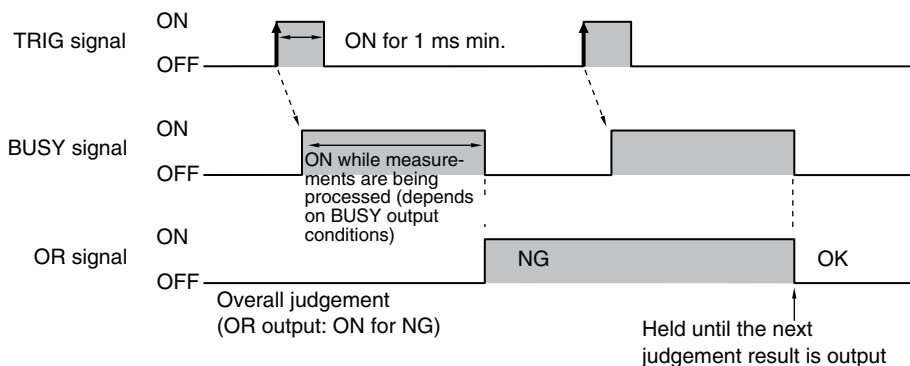 ON
TRIG signal
ON for 1 ms min.
OFF
ON
BUSY signal
ON while measure-
ments are being
processed (depends
on BUSY output
conditions)
OFF
ON
OR signal
NG
OK
OFF
Overall judgement
(OR output: ON for NG)
Held until the next
judgement result is output